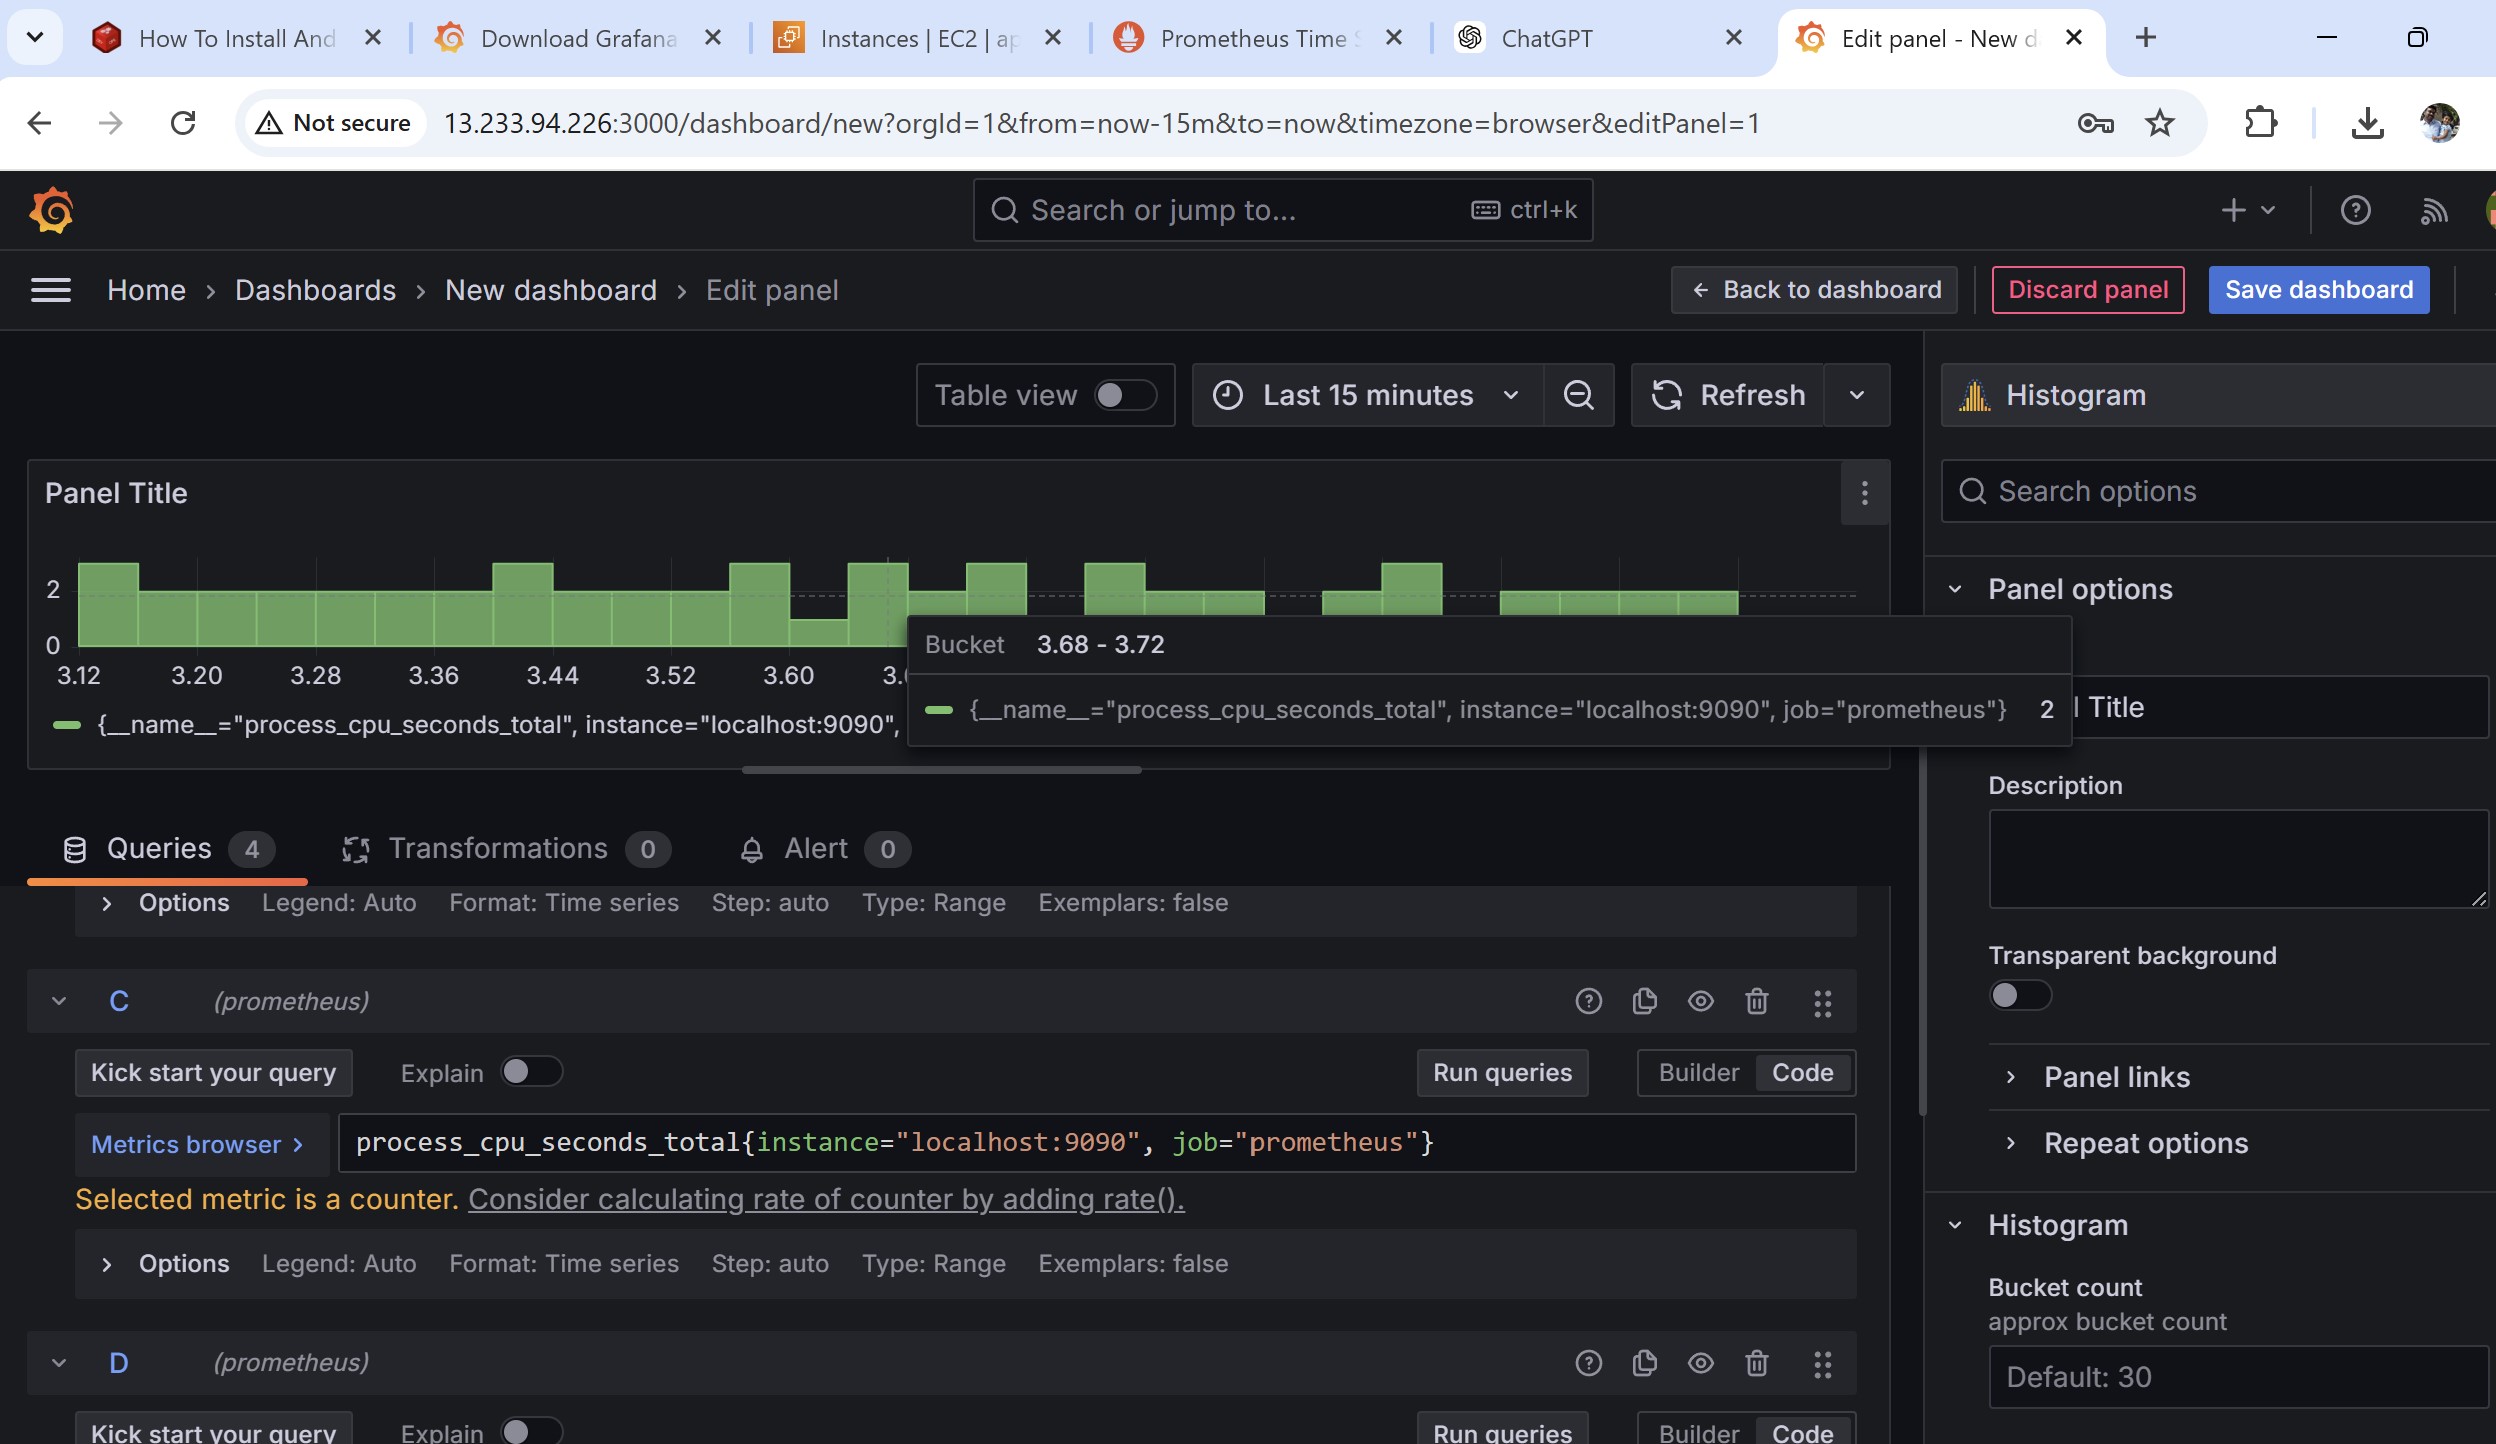 How To Install And
Download Grafana
Instances | EC2 | ap
Prometheus Time S
ChatGPT
Edit panel - New d
Not secure
13.233.94.226:3000/dashboard/new?orgId=1&from=now-15m&to=now&timezone=browser&editPanel=1
Search or jump to...
ctrl+k
Home › Dashboards › New dashboard › Edit panel
Back to dashboard
Discard panel
Save dashboard
Table view
Last 15 minutes
Refresh
Histogram
Panel Title
Search options
2
0
3.12 3.20 3.28 3.36 3.44 3.52 3.60
{__name__="process_cpu_seconds_total", instance="localhost:9090",
Bucket 3.68 - 3.72
{__name__="process_cpu_seconds_total", instance="localhost:9090", job="prometheus"} 2
Panel options
Title
Description
Transparent background
Panel links
Repeat options
Histogram
Bucket count
approx bucket count
Default: 30
Queries 4
Transformations 0
Alert 0
Options Legend: Auto Format: Time series Step: auto Type: Range Exemplars: false
C (prometheus)
Kick start your query
Explain
Run queries
Builder Code
Metrics browser >
process_cpu_seconds_total{instance="localhost:9090", job="prometheus"}
Selected metric is a counter. Consider calculating rate of counter by adding rate().
Options Legend: Auto Format: Time series Step: auto Type: Range Exemplars: false
D (prometheus)
Kick start your query
Explain
Run queries
Builder Code